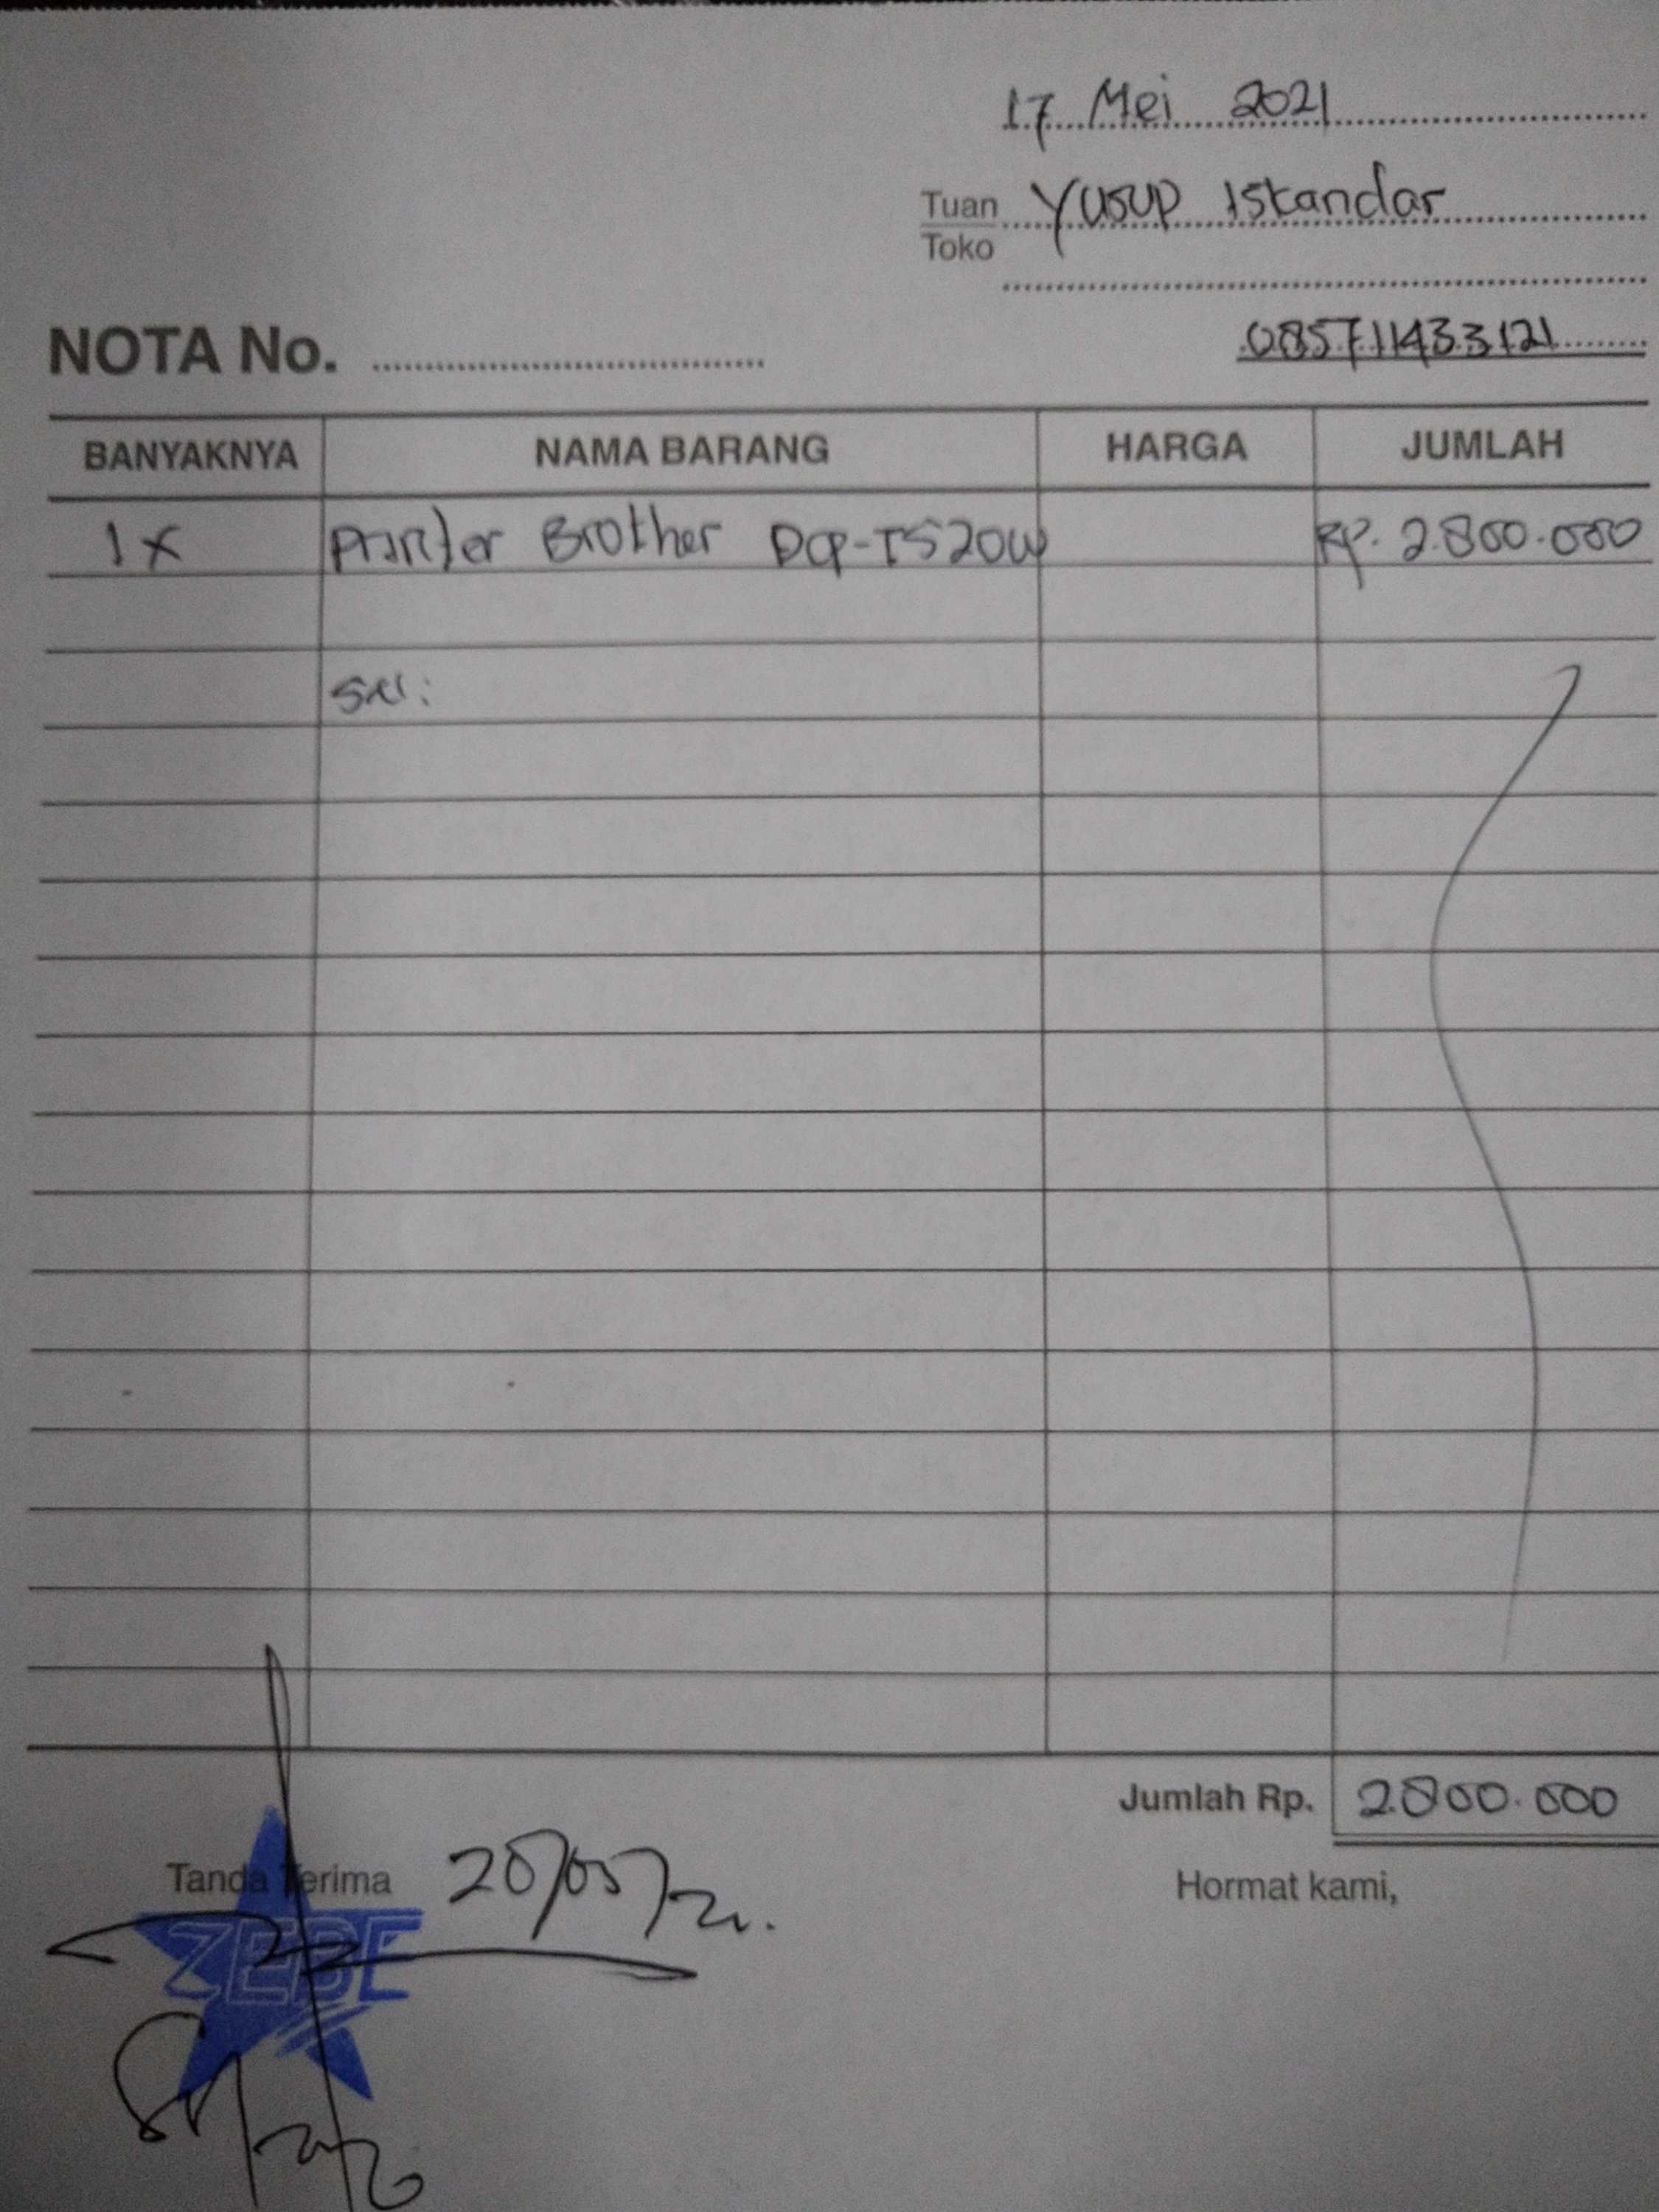 17 Mei 2021
Tuan Yusup Iskandar
Toko
NOTA No. 085711433121
BANYAKNYA NAMA BARANG HARGA JUMLAH
1x Printer Brother DCP-T520W Rp. 2.800.000
SN:
Jumlah Rp. 2.800.000
Tanda Terima 20/05/21. Hormat kami,
ZEBE